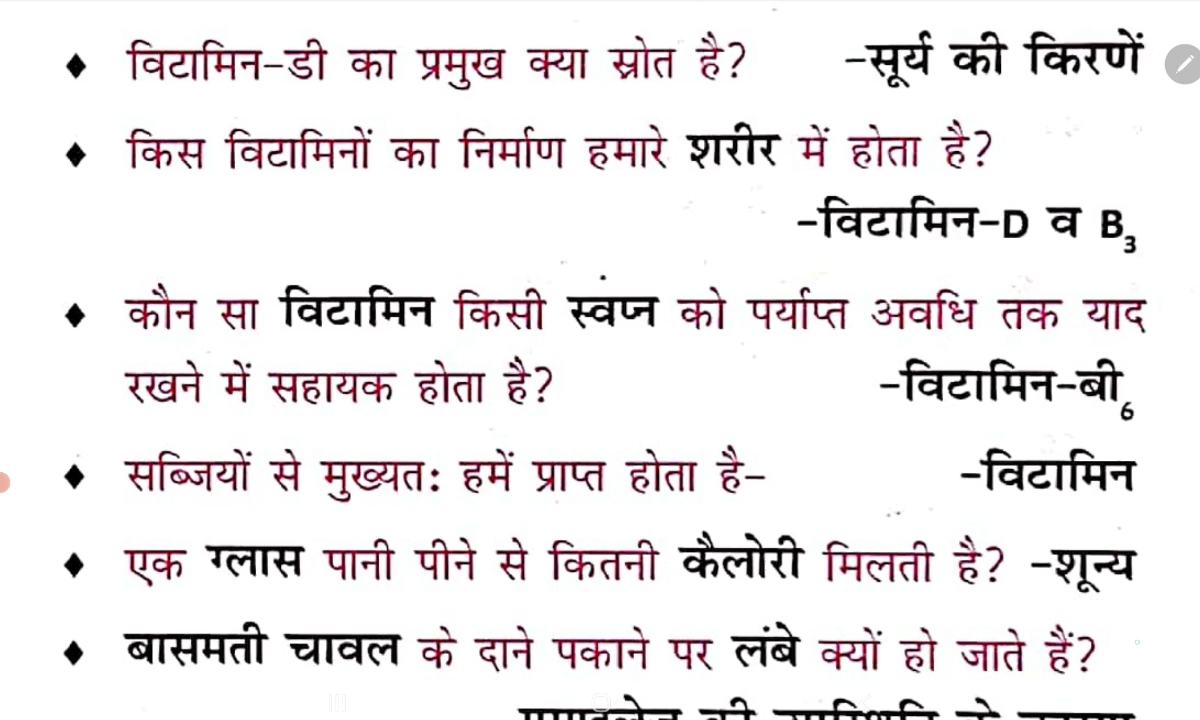 ♦ विटामिन-डी का प्रमुख क्या स्रोत है? -सूर्य की किरणें
♦ किस विटामिनों का निर्माण हमारे शरीर में होता है?
-विटामिन-D व B₃
♦ कौन सा विटामिन किसी स्वप्न को पर्याप्त अवधि तक याद
रखने में सहायक होता है? -विटामिन-बी₆
♦ सब्जियों से मुख्यत: हमें प्राप्त होता है- -विटामिन
♦ एक ग्लास पानी पीने से कितनी कैलोरी मिलती है? -शून्य
♦ बासमती चावल के दाने पकाने पर लंबे क्यों हो जाते हैं?